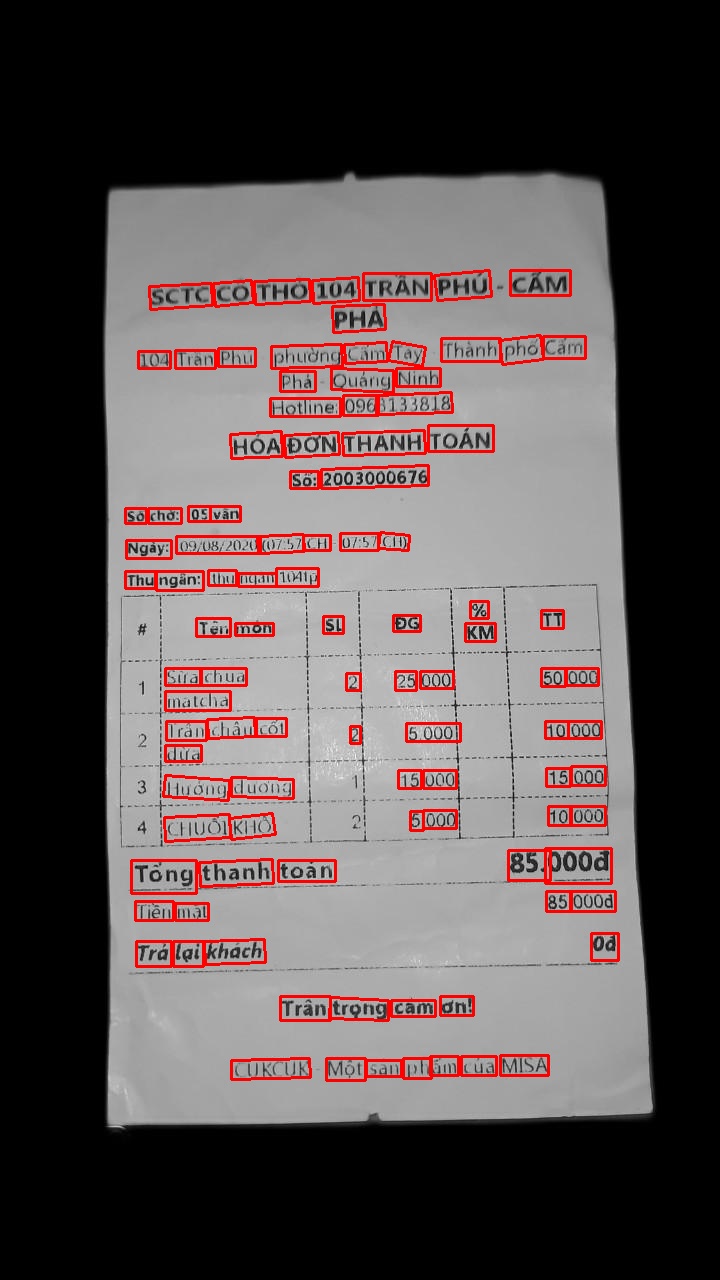 SCTC CÔ THƠ 104 TRẦN PHÚ - CẨM
PHẢ
104 Trần Phú - phường Cẩm Tây - Thành phố Cẩm
Phả - Quảng Ninh
Hotline: 0963133818
HÓA ĐƠN THANH TOÁN
Số: 2003000676
Số chờ: 05 vân
Ngày: 09/08/2020 (07:57 CH - 07:57 CH)
Thu ngân: thu ngan 104tp
# Tên món SL ĐG % KM TT
1 Sữa chua matcha 2 25.000 50.000
2 Trân châu cốt dừa 2 5.000 10.000
3 Hướng dương 1 15.000 15.000
4 CHUỐI KHÔ 2 5.000 10.000
Tổng thanh toán 85.000đ
Tiền mặt 85.000đ
Trả lại khách 0đ
Trân trọng cảm ơn!
CUKCUK - Một sản phẩm của MISA